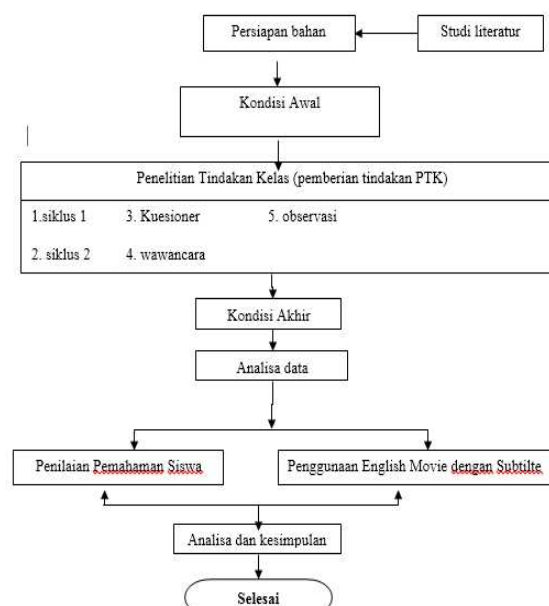 Persiapan bahan
Studi literatur
Kondisi Awal
Penelitian Tindakan Kelas (pemberian tindakan PTK)
1.siklus 1 3. Kuesioner 5. observasi
2. siklus 2 4. wawancara
Kondisi Akhir
Analisa data
Penilaian Pemahaman Siswa
Penggunaan English Movie dengan Subtilte
Analisa dan kesimpulan
Selesai